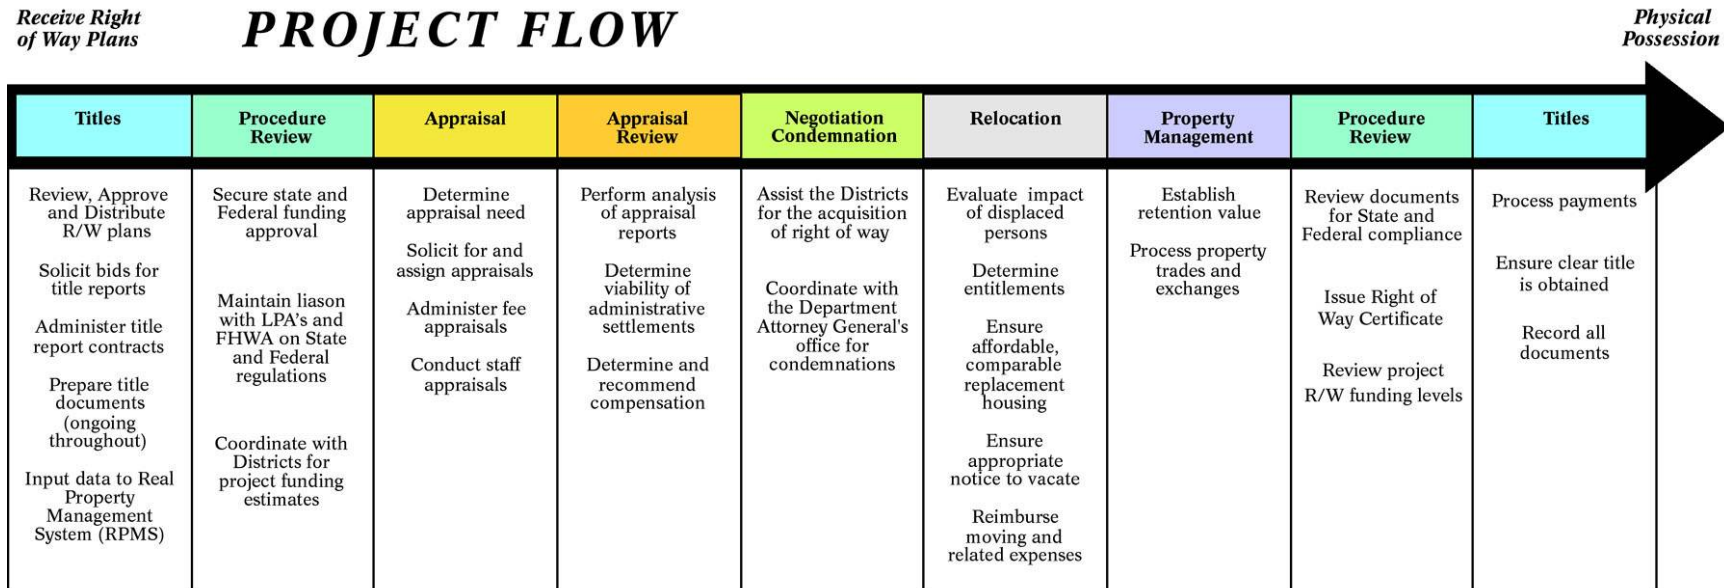 Receive Right
of Way Plans
PROJECT FLOW
Physical
Possession
Titles
Procedure
Review
Appraisal
Appraisal
Review
Negotiation
Condemnation
Relocation
Property
Management
Procedure
Review
Titles
Review, Approve
and Distribute
R/W plans
Solicit bids for
title reports
Administer title
report contracts
Prepare title
documents
(ongoing
throughout)
Input data to Real
Property
Management
System (RPMS)
Secure state and
Federal funding
approval
Maintain liason
with LPA's and
FHWA on State
and Federal
regulations
Coordinate with
Districts for
project funding
estimates
Determine
appraisal need
Solicit for and
assign appraisals
Administer fee
appraisals
Conduct staff
appraisals
Perform analysis
of appraisal
reports
Determine
viability of
administrative
settlements
Determine and
recommend
compensation
Assist the Districts
for the acquisition
of right of way
Coordinate with
the Department
Attorney General's
office for
condemnations
Evaluate impact
of displaced
persons
Determine
entitlements
Ensure
affordable,
comparable
replacement
housing
Ensure
appropriate
notice to vacate
Reimburse
moving and
related expenses
Establish
retention value
Process property
trades and
exchanges
Review documents
for State and
Federal compliance
Issue Right of
Way Certificate
Review project
R/W funding levels
Process payments
Ensure clear title
is obtained
Record all
documents